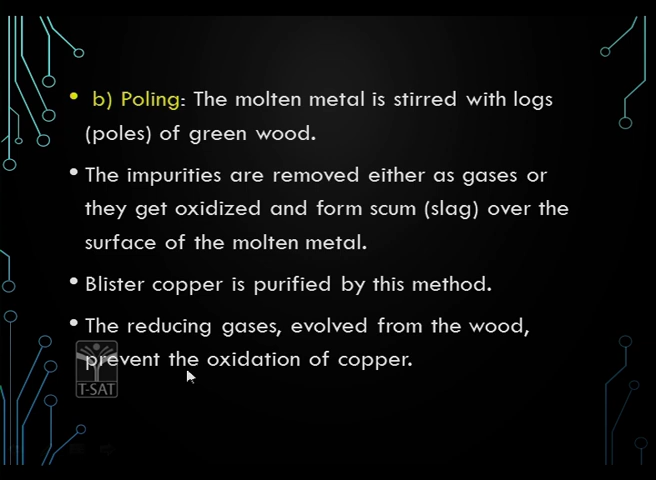 • b) Poling: The molten metal is stirred with logs
(poles) of green wood.
• The impurities are removed either as gases or
they get oxidized and form scum (slag) over the
surface of the molten metal.
• Blister copper is purified by this method.
• The reducing gases, evolved from the wood,
prevent the oxidation of copper.
T-SAT